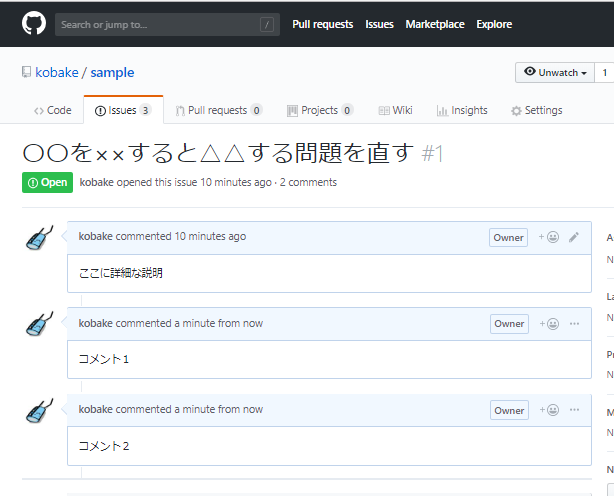 Search or jump to... /
Pull requests Issues Marketplace Explore
kobake / sample
Unwatch 1
Code Issues 3 Pull requests 0 Projects 0 Wiki Insights Settings
〇〇を××すると△△する問題を直す #1
Open kobake opened this issue 10 minutes ago · 2 comments
kobake commented 10 minutes ago Owner
ここに詳細な説明
kobake commented a minute from now Owner
コメント1
kobake commented a minute from now Owner
コメント2